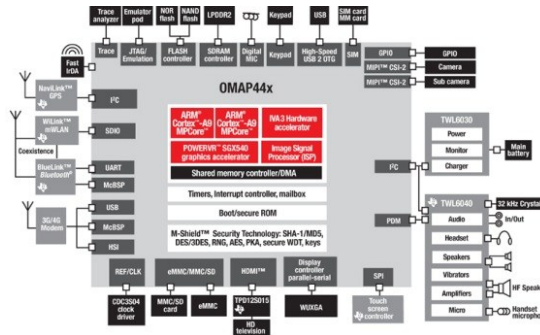 Trace analyzer
Emulator pod
NOR flash
NAND flash
LPDDR2
Keypad
Keypad
USB
SIM card
MM card
Fast IrDA
Trace
JTAG/ Emulation
FLASH controller
SDRAM controller
Digital MIC
Keypad
High-Speed USB 2 OTG
SIM
GPIO
GPIO
MIPI™ CSI-2
Camera
MIPI™ CSI-2
Sub camera
OMAP44x
NaviLink™ GPS
I²C
WiLink™ mWLAN
SDIO
Coexistence
BlueLink™ Bluetooth®
UART
McBSP
3G/4G Modem
USB
McBSP
HSI
ARM® Cortex™-A9 MPCore™
ARM® Cortex™-A9 MPCore™
IVA3 Hardware accelerator
POWERVR™ SGX540 graphics accelerator
Image Signal Processor (ISP)
Shared memory controller/DMA
Timers, Interrupt controller, mailbox
Boot/secure ROM
M-Shield™ Security Technology: SHA-1/MD5,
DES/3DES, RNG, AES, PKA, secure WDT, keys
I²C
PDM
TWL6030
Power
Monitor
Charger
Main battery
TWL6040
Audio
Headset
Speakers
Vibrators
Amplifiers
Micro
32 kHz Crystal
In/Out
HF Speak
Handset
microphon
REF/CLK
eMMC/MMC/SD
HDMI™
Display controller parallel-serial
SPI
CDC3S04 clock driver
MMC/SD card
eMMC
TPD12S015
HD television
WUXGA
Touch screen controller